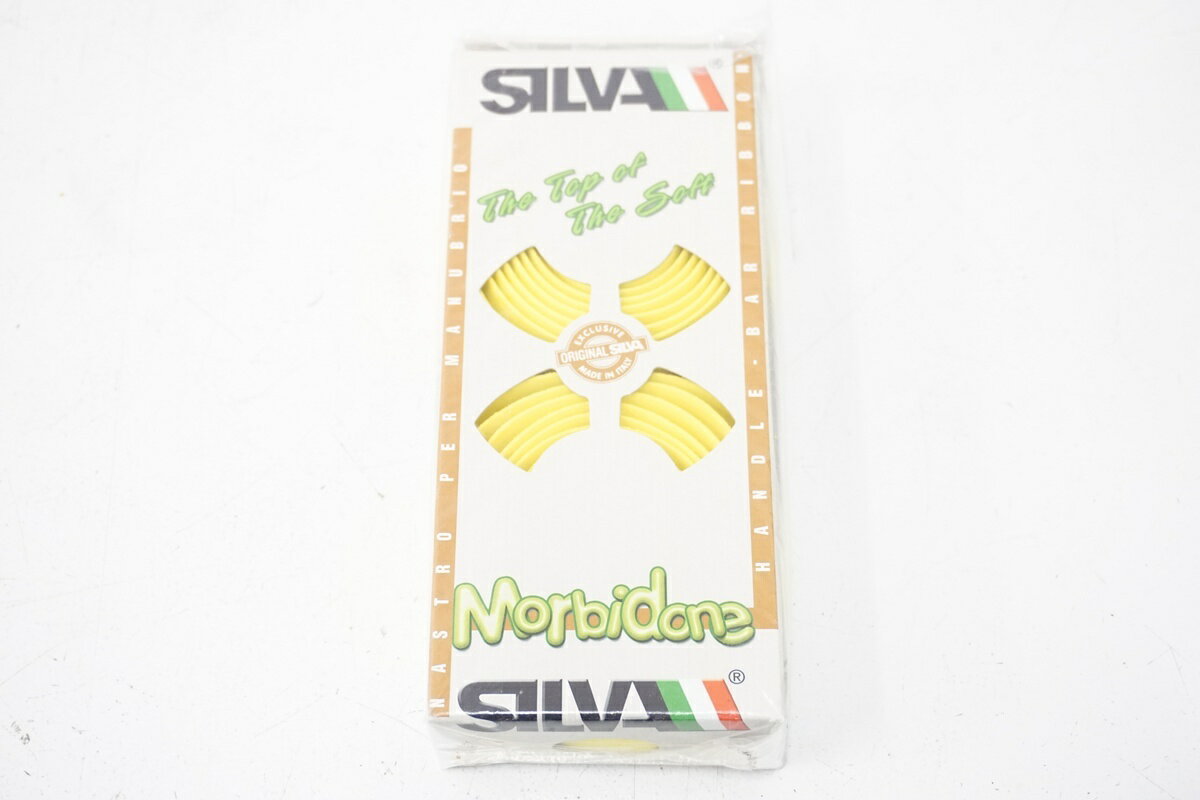 SILVA ®
The Top of
The Soft
NASTRO PER MANUBRIO
HANDLE-BAR RIBBON
EXCLUSIVE
ORIGINAL SILVA
MADE IN ITALY
Morbidone
SILVA ®